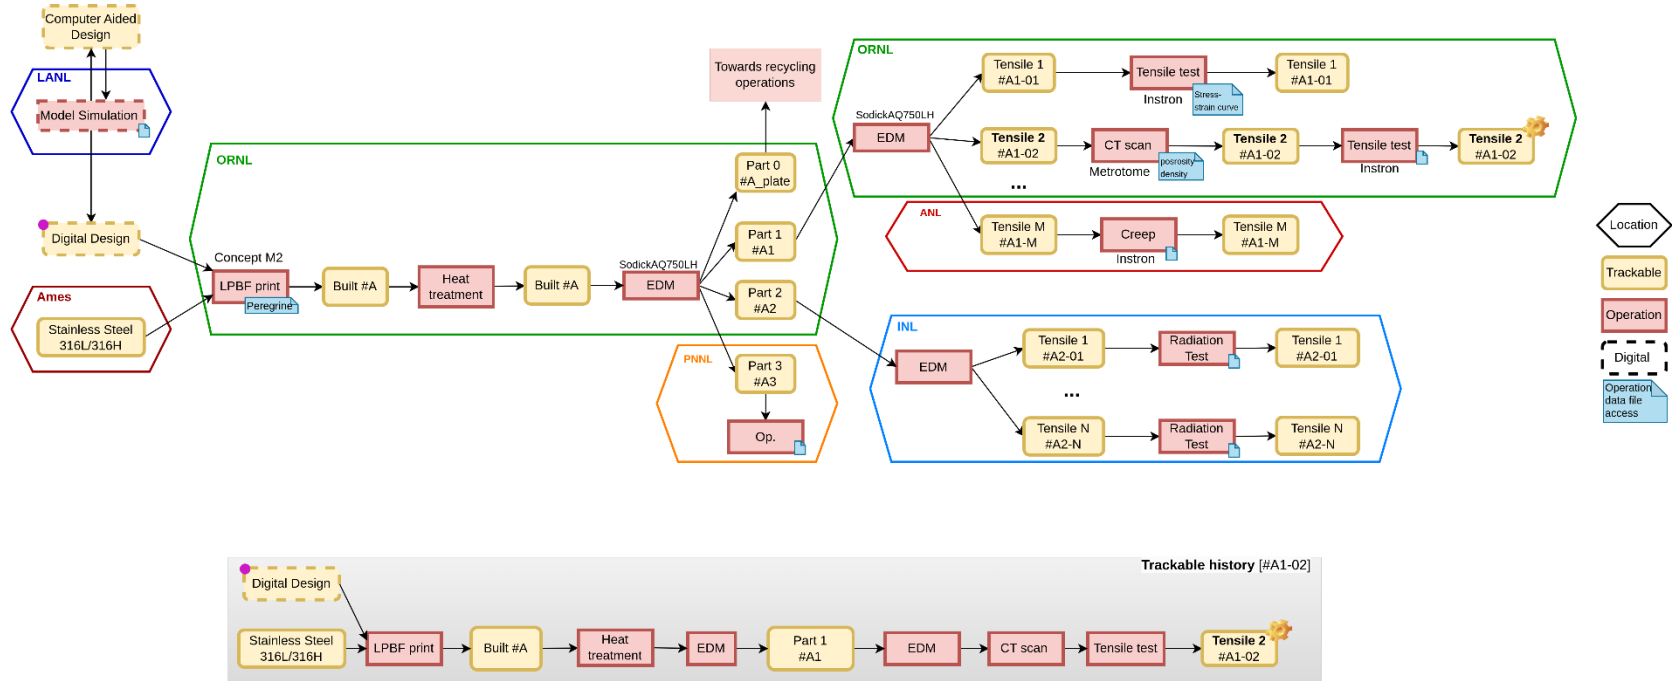 Computer Aided
Design
LANL
Model Simulation
Digital Design
Ames
Stainless Steel
316L/316H
ORNL
Concept M2
LPBF print
Peregrine
Built #A
Heat
treatment
Built #A
SodickAQ750LH
EDM
Towards recycling
operations
Part 0
#A_plate
Part 1
#A1
Part 2
#A2
PNNL
Part 3
#A3
Op.
ORNL
SodickAQ750LH
EDM
Tensile 1
#A1-01
Tensile test
Instron
Stress-
strain curve
Tensile 1
#A1-01
Tensile 2
#A1-02
CT scan
Metrotome
posrosity
density
Tensile 2
#A1-02
Tensile test
Instron
Tensile 2
#A1-02
...
ANL
Tensile M
#A1-M
Creep
Instron
Tensile M
#A1-M
INL
EDM
Tensile 1
#A2-01
Radiation
Test
Tensile 1
#A2-01
...
Tensile N
#A2-N
Radiation
Test
Tensile N
#A2-N
Location
Trackable
Operation
Digital
Operation
data file
access
Trackable history [#A1-02]
Digital Design
Stainless Steel
316L/316H
LPBF print
Built #A
Heat
treatment
EDM
Part 1
#A1
EDM
CT scan
Tensile test
Tensile 2
#A1-02